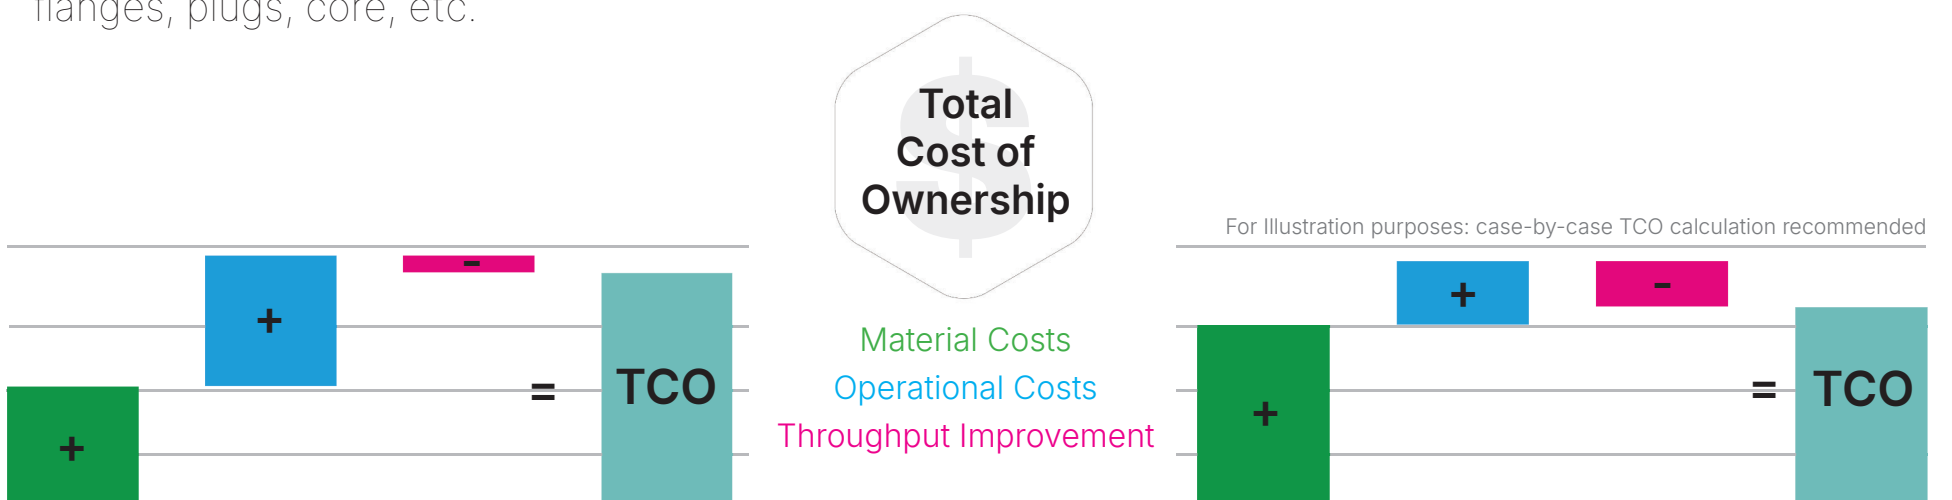 flanges, plugs, core, etc.
$
Total
Cost of
Ownership
For Illustration purposes: case-by-case TCO calculation recommended
+
+
-
=
TCO
Material Costs
Operational Costs
Throughput Improvement
+
+
-
=
TCO